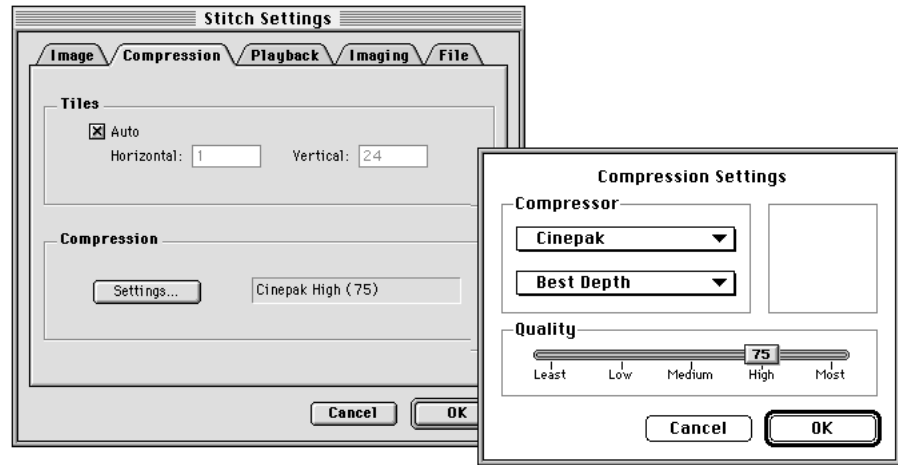 Stitch Settings
Image Compression Playback Imaging File
Tiles
Auto
Horizontal: 1 Vertical: 24
Compression
Settings... Cinepak High (75)
Cancel OK
Compression Settings
Compressor
Cinepak
Best Depth
Quality
75
Least Low Medium High Most
Cancel OK